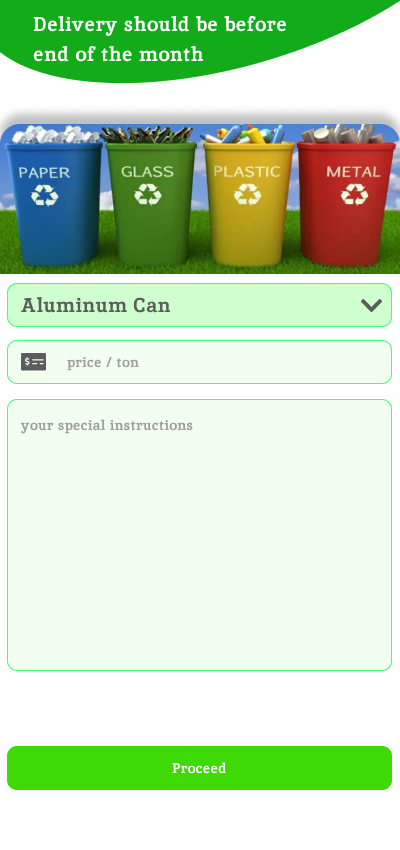 Delivery should be before
end of the month
PAPER
GLASS
PLASTIC
METAL
Aluminum Can
price / ton
your special instructions
Proceed